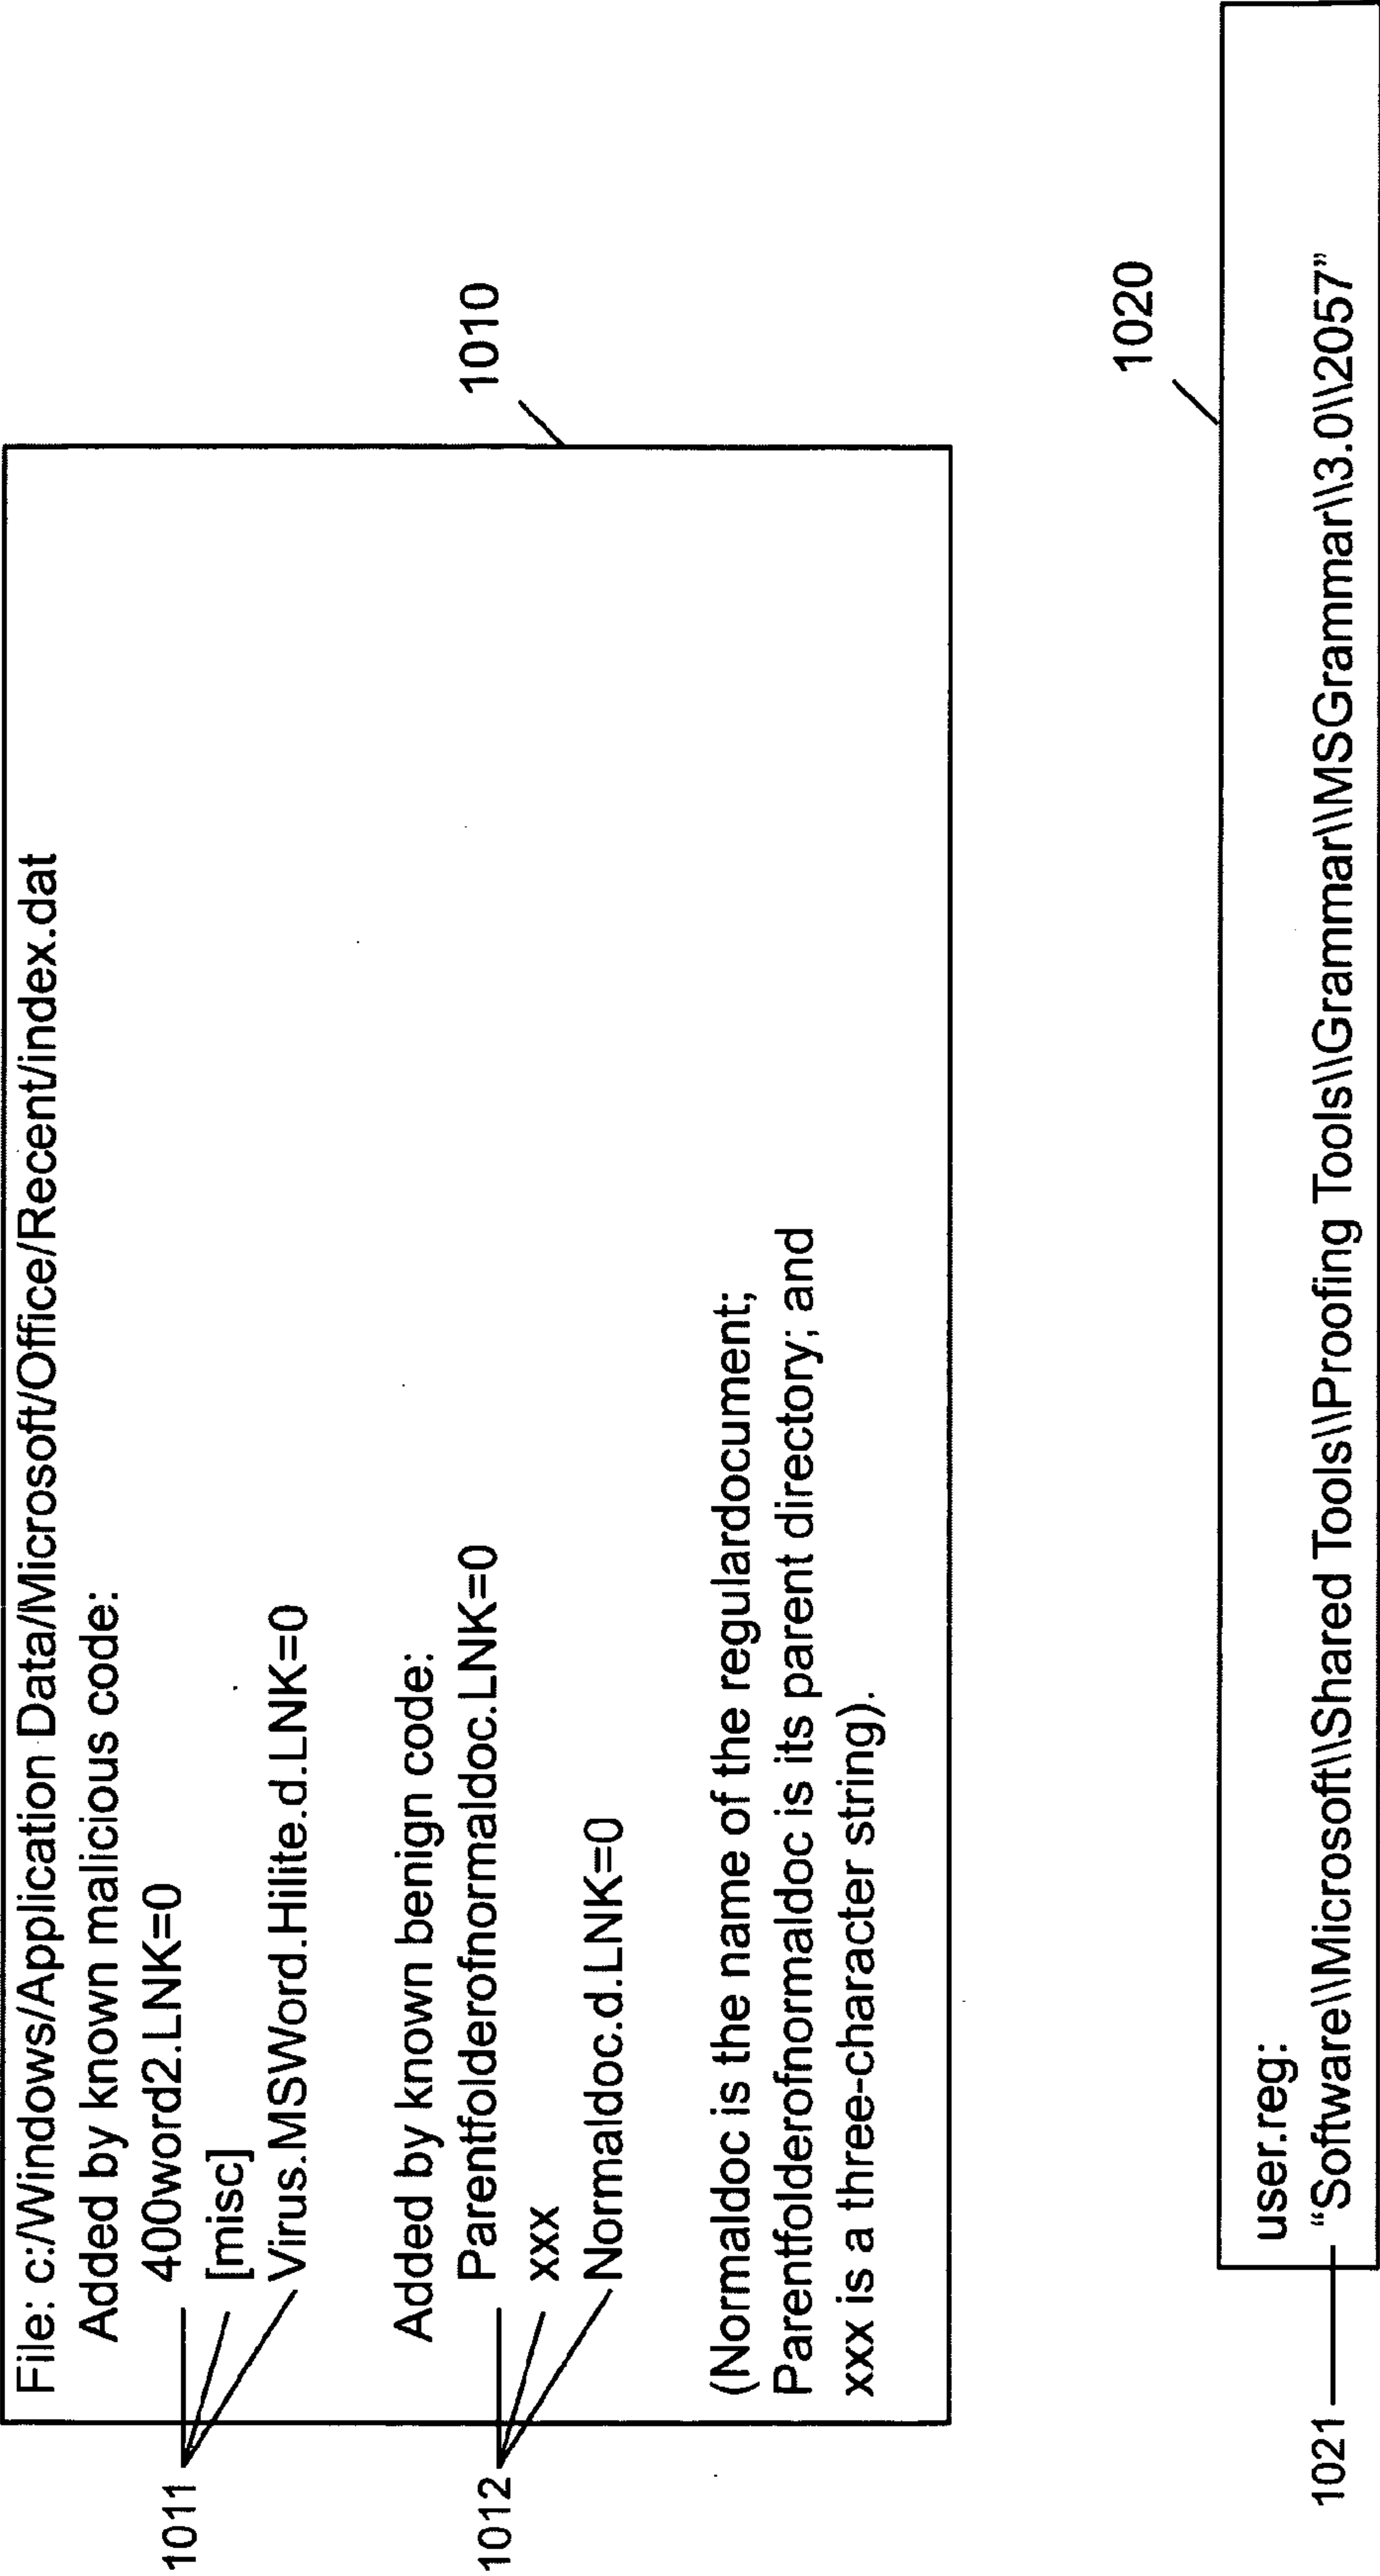 File: c:/Windows/Application Data/Microsoft/Office/Recent/index.dat
Added by known malicious code:
1011
400word2.LNK=0
[misc]
Virus.MSWord.Hilite.d.LNK=0
Added by known benign code:
1012
Parentfolderofnormaldoc.LNK=0
xxx
Normaldoc.d.LNK=0
1010
(Normaldoc is the name of the regulardocument;
Parentfolderofnormaldoc is its parent directory; and
xxx is a three-character string).
1020
user.reg:
1021
“Software\\Microsoft\\Shared Tools\\Proofing Tools\\Grammar\\MSGrammar\\3.0\\2057”